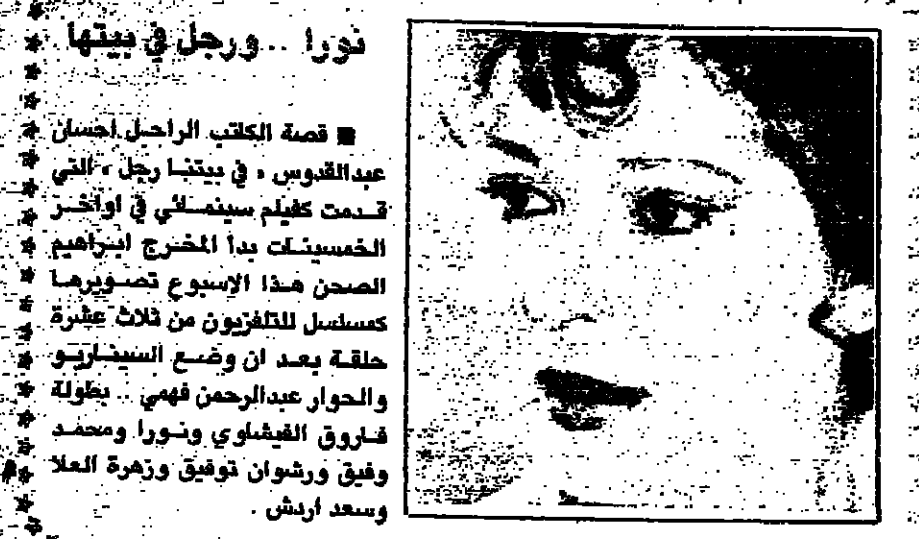 نورا .. ورجل في بيتها
■ قصة الكاتب الراحل احسان
عبدالقدوس « في بيتنا رجل » التي
قدمت كفيلم سينمائي في اواخر
الخمسينات بدأ المخرج ابراهيم
الصحن هذا الاسبوع تصويرها
كمسلسل للتلفزيون من ثلاث عشرة
حلقة بعد ان وضع السيناريو
والحوار عبدالرحمن فهمي .. بطولة
فاروق الفيشاوي ونورا ومحمد
وفيق ورشوان توفيق وزهرة العلا
وسعد اردش .